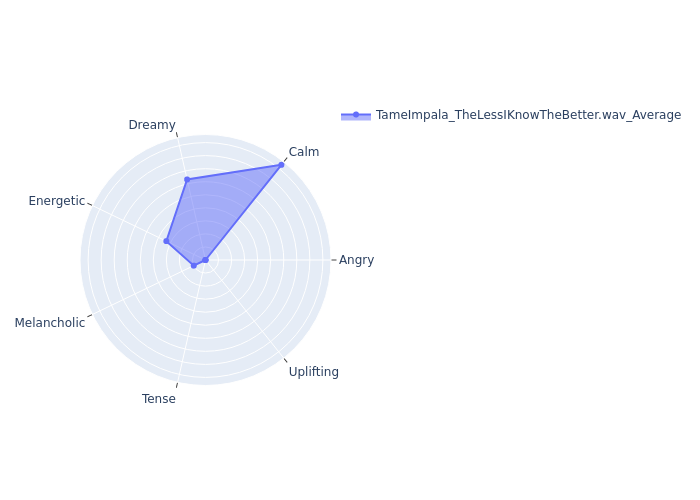 TameImpala_TheLessIKnowTheBetter.wav_Average
Dreamy
Calm
Energetic
Angry
Melancholic
Uplifting
Tense